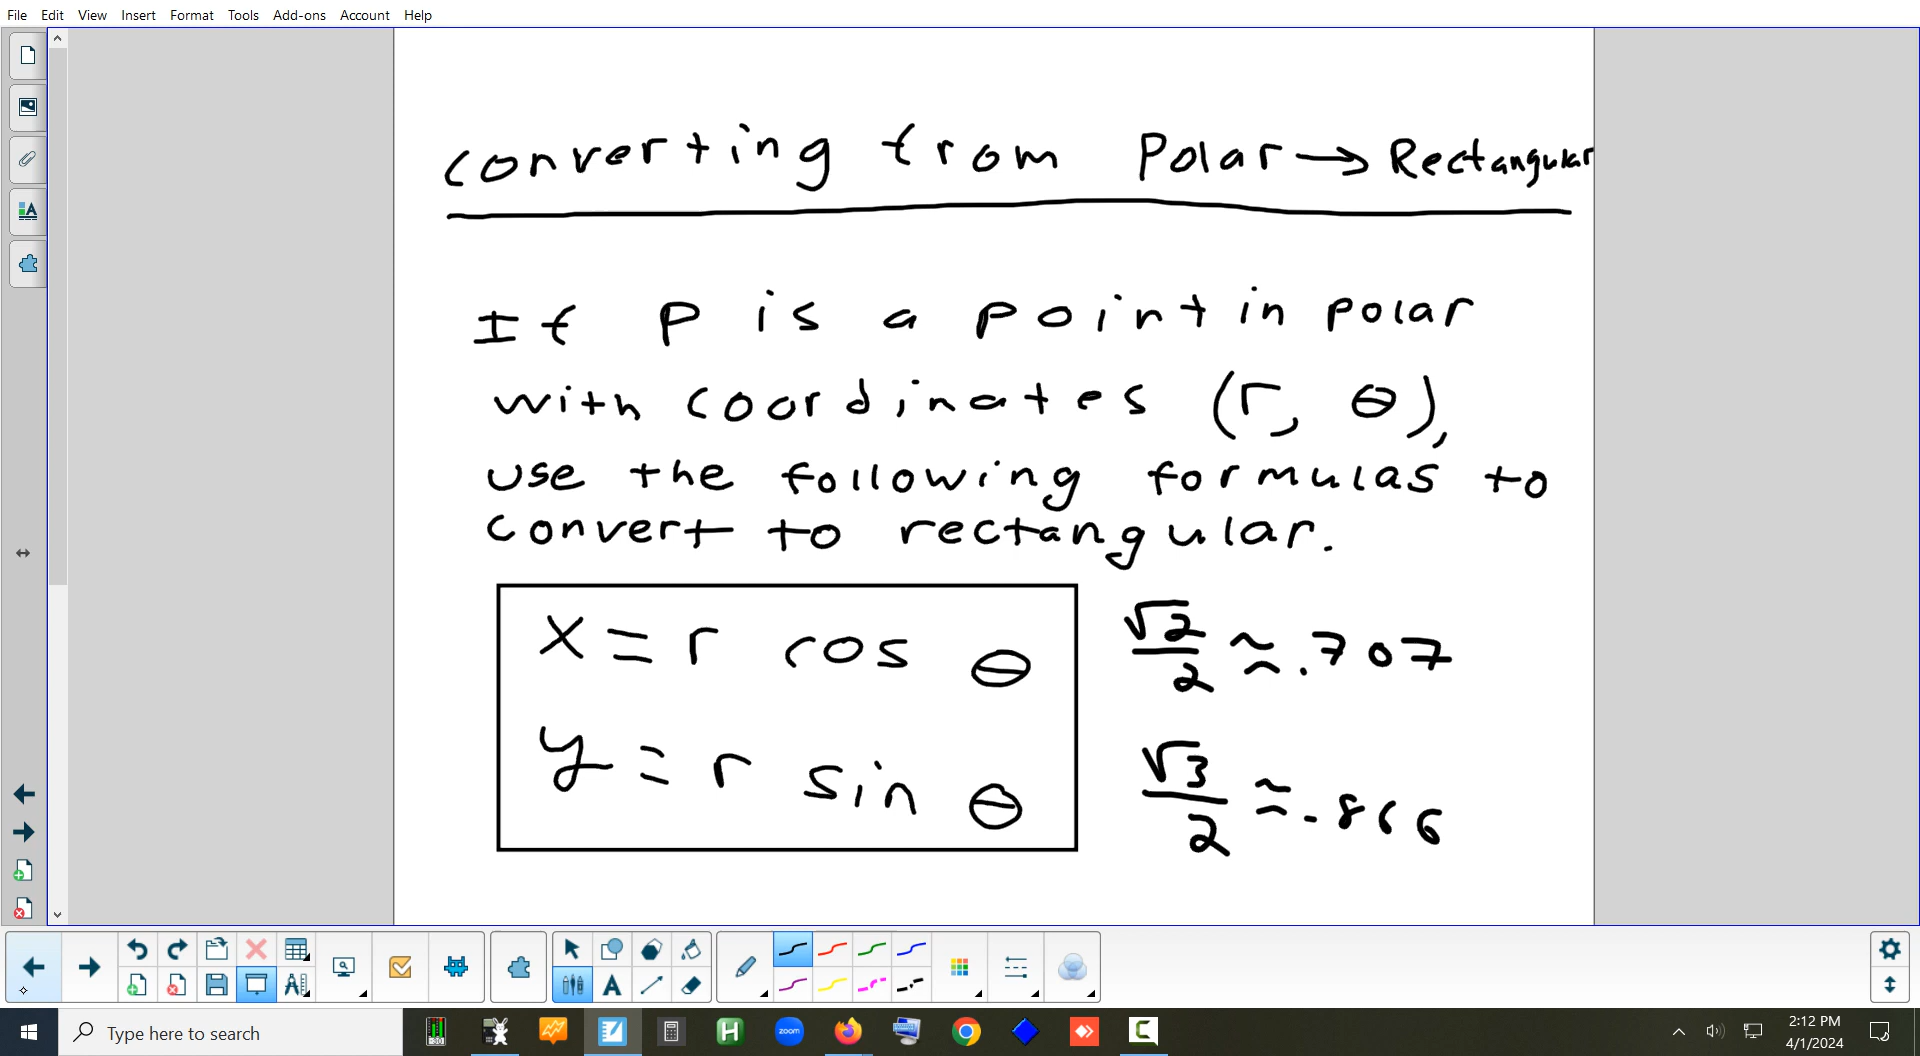 File Edit View Insert Format Tools Add-ons Account Help
Converting from Polar → Rectangular
If P is a point in polar
with coordinates (r, θ),
use the following formulas to
convert to rectangular.
x = r cos θ
y = r sin θ
√2/2 ≈ .707
√3/2 ≈ .866
Type here to search
zoom
2:12 PM
4/1/2024